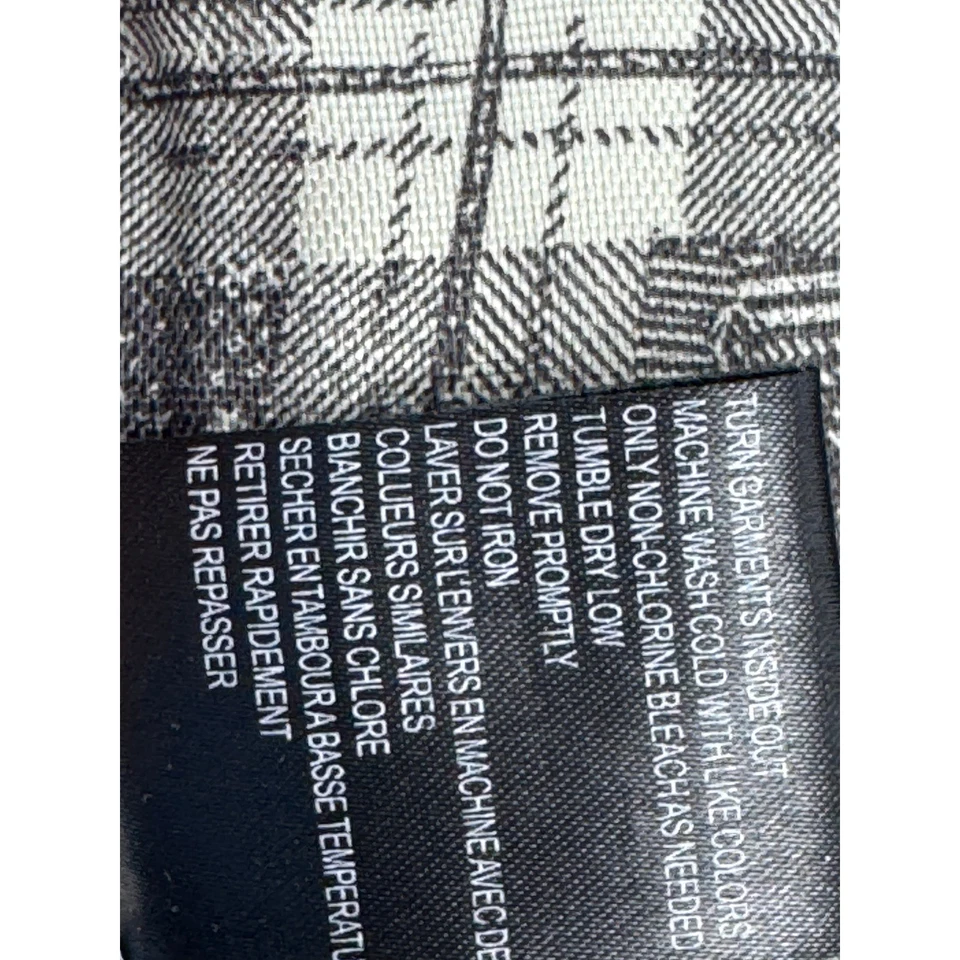 TURN GARMENTS INSIDE OUT
MACHINE WASH COLD WITH LIKE COLORS
ONLY NON-CHLORINE BLEACH AS NEEDED
TUMBLE DRY LOW
REMOVE PROMPTLY
DO NOT IRON
LAVER SUR L'ENVERS EN MACHINE AVEC DE
COLUEURS SIMILAIRES
BIANCHIR SANS CHLORE
SECHER EN TAMBOUR A BASSE TEMPERATU
RETIRER RAPIDEMENT
NE PAS REPASSER